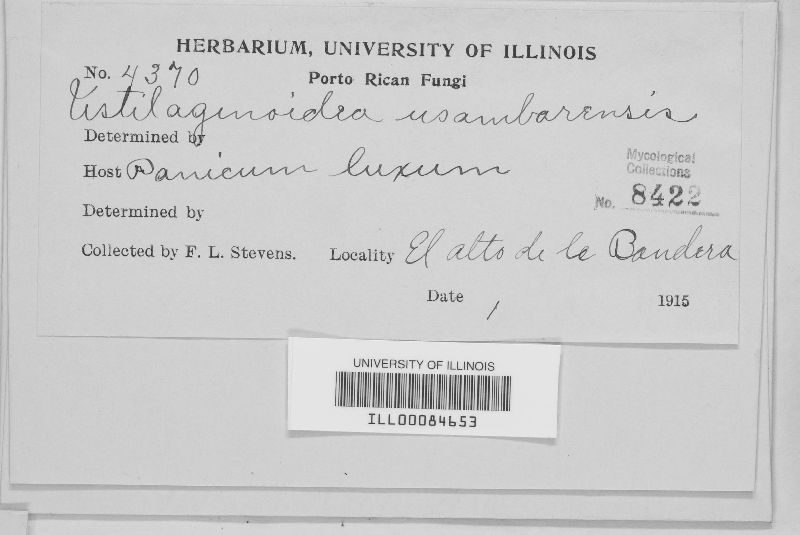 HERBARIUM, UNIVERSITY OF ILLINOIS
No. 4370
Porto Rican Fungi
Ustilaginoidea usambarensis
Determined by
Host Panicum luxum
Mycological
Collections
No. 8422
Determined by
Collected by F. L. Stevens. Locality El alto de la Bandera
Date / 1915
UNIVERSITY OF ILLINOIS
ILL00084653